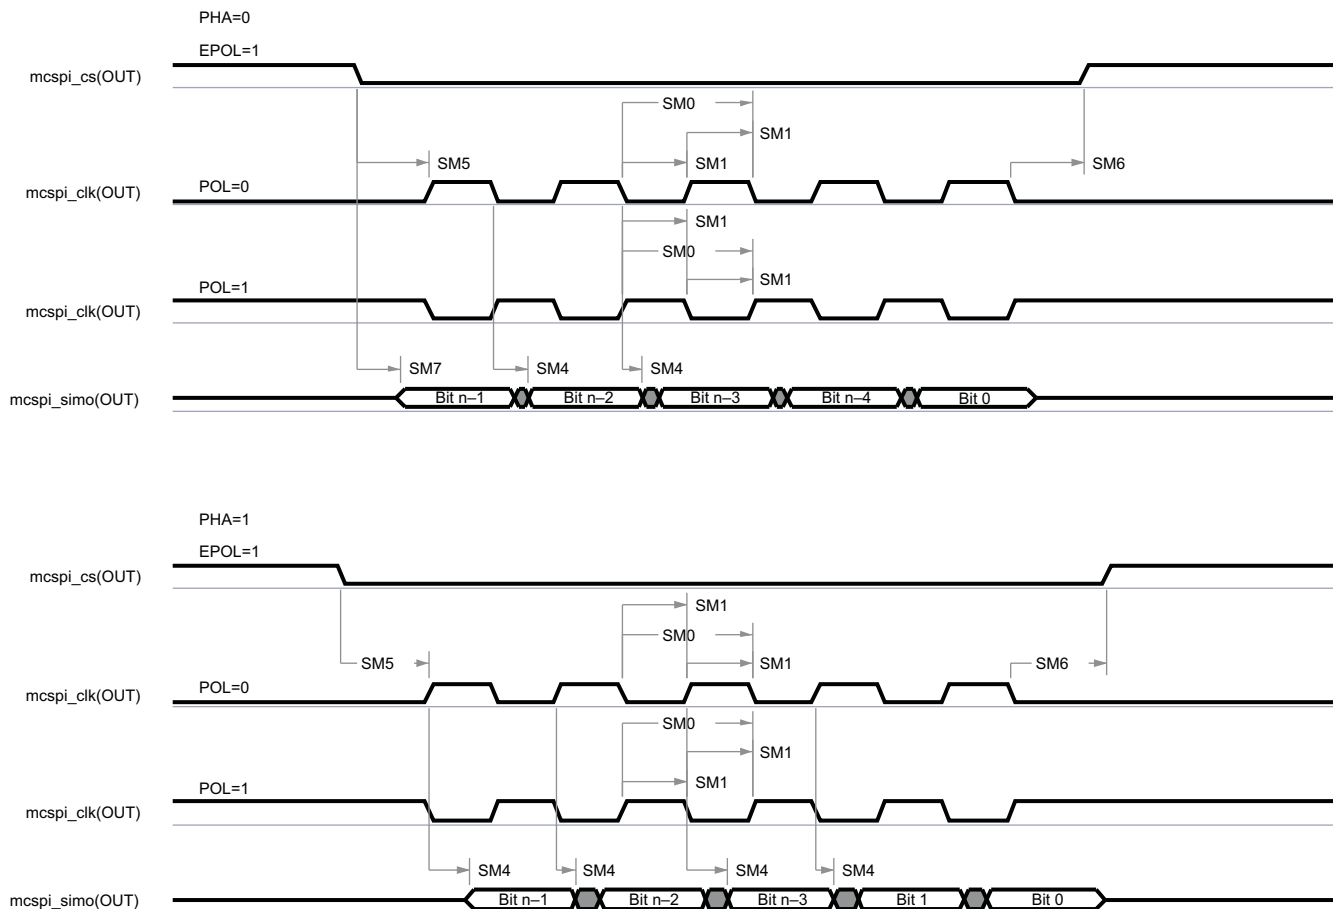 PHA=0
EPOL=1
mcspi_cs(OUT)
SM0
SM1
SM5
SM1
SM6
mcspi_clk(OUT)
POL=0
SM1
SM0
SM1
POL=1
mcspi_clk(OUT)
SM7
SM4
SM4
mcspi_simo(OUT)
Bit n–1
Bit n–2
Bit n–3
Bit n–4
Bit 0
PHA=1
EPOL=1
mcspi_cs(OUT)
SM1
SM0
SM5
SM1
SM6
mcspi_clk(OUT)
POL=0
SM0
SM1
SM1
POL=1
mcspi_clk(OUT)
SM4
SM4
SM4
SM4
mcspi_simo(OUT)
Bit n–1
Bit n–2
Bit n–3
Bit 1
Bit 0